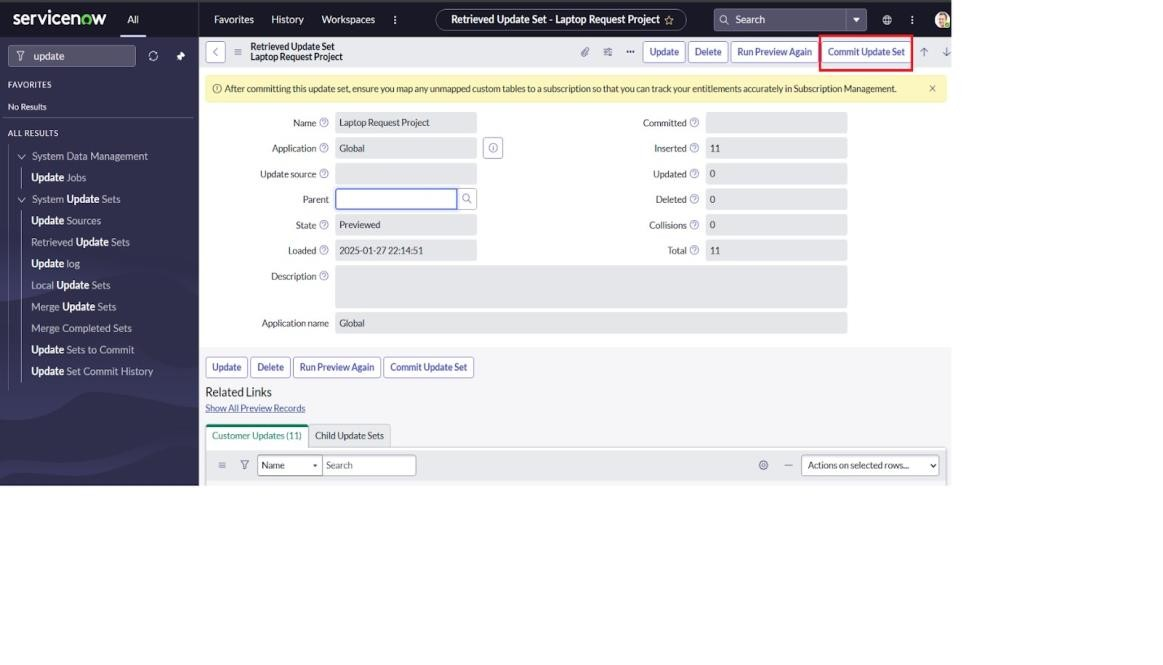 servicenow
All
Favorites
History
Workspaces
Retrieved Update Set - Laptop Request Project
Search
update
FAVORITES
No Results
ALL RESULTS
System Data Management
Update Jobs
System Update Sets
Update Sources
Retrieved Update Sets
Update log
Local Update Sets
Merge Update Sets
Merge Completed Sets
Update Sets to Commit
Update Set Commit History
Retrieved Update Set
Laptop Request Project
Update
Delete
Run Preview Again
Commit Update Set
After committing this update set, ensure you map any unmapped custom tables to a subscription so that you can track your entitlements accurately in Subscription Management.
Name Laptop Request Project
Committed
Application Global
Inserted 11
Update source
Updated 0
Parent
Deleted 0
State Previewed
Collisions 0
Loaded 2025-01-27 22:14:51
Total 11
Description
Application name Global
Update
Delete
Run Preview Again
Commit Update Set
Related Links
Show All Preview Records
Customer Updates (11)
Child Update Sets
Name
Search
Actions on selected rows...